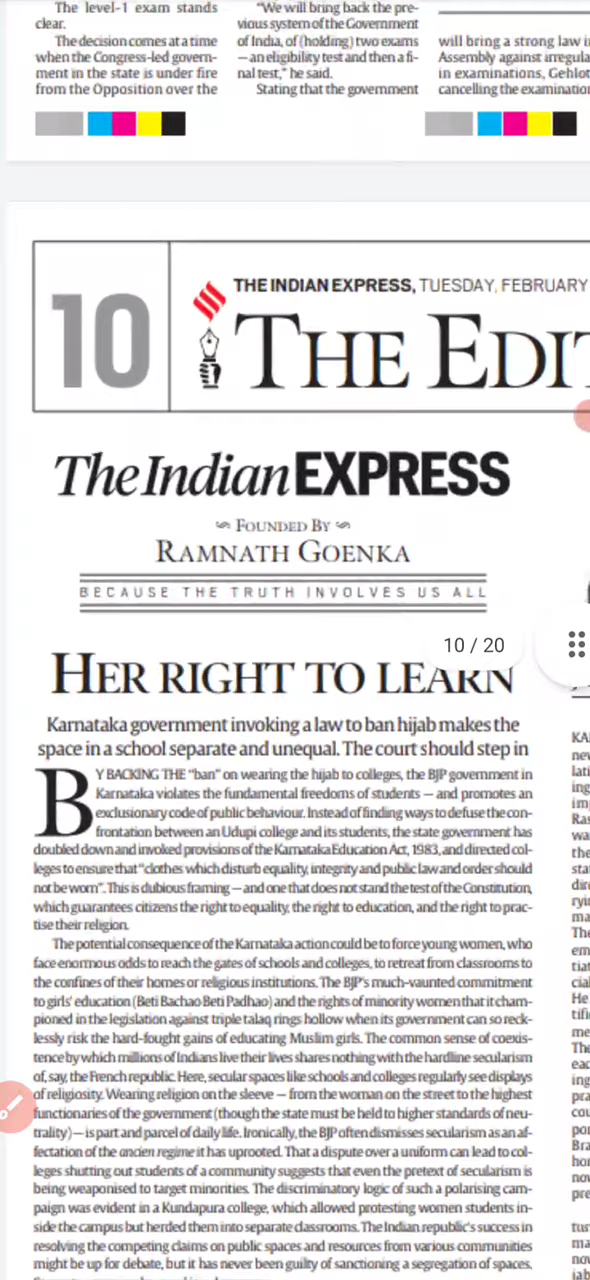 The level-1 exam stands
clear.
The decision comes at a time
when the Congress-led govern-
ment in the state is under fire
from the Opposition over the
"We will bring back the pre-
vious system of the Government
of India, of (holding) two exams
— an eligibility test and then a fi-
nal test," he said.
Stating that the government
will bring a strong law i
Assembly against irregula
in examinations, Gehlot
cancelling the examination
10
THE INDIAN EXPRESS, TUESDAY, FEBRUARY
THE EDIT
The Indian EXPRESS
FOUNDED BY
RAMNATH GOENKA
BECAUSE THE TRUTH INVOLVES US ALL
10 / 20
HER RIGHT TO LEARN
Karnataka government invoking a law to ban hijab makes the
space in a school separate and unequal. The court should step in
BY BACKING THE "ban" on wearing the hijab to colleges, the BJP government in
Karnataka violates the fundamental freedoms of students — and promotes an
exclusionary code of public behaviour. Instead of finding ways to defuse the con-
frontation between an Udupi college and its students, the state government has
doubled down and invoked provisions of the Karnataka Education Act, 1983, and directed col-
leges to ensure that "clothes which disturb equality, integrity and public law and order should
not be worn". This is dubious framing — and one that does not stand the test of the Constitution,
which guarantees citizens the right to equality, the right to education, and the right to prac-
tise their religion.
The potential consequence of the Karnataka action could be to force young women, who
face enormous odds to reach the gates of schools and colleges, to retreat from classrooms to
the confines of their homes or religious institutions. The BJP's much-vaunted commitment
to girls' education (Beti Bachao Beti Padhao) and the rights of minority women that it cham-
pioned in the legislation against triple talaq rings hollow when its government can so reck-
lessly risk the hard-fought gains of educating Muslim girls. The common sense of coexis-
tence by which millions of Indians live their lives shares nothing with the hardline secularism
of, say, the French republic. Here, secular spaces like schools and colleges regularly see displays
of religiosity. Wearing religion on the sleeve — from the woman on the street to the highest
functionaries of the government (though the state must be held to higher standards of neu-
trality) — is part and parcel of daily life. Ironically, the BJP often dismisses secularism as an af-
fectation of the ancien regime it has uprooted. That a dispute over a uniform can lead to col-
leges shutting out students of a community suggests that even the pretext of secularism is
being weaponised to target minorities. The discriminatory logic of such a polarising cam-
paign was evident in a Kundapura college, which allowed protesting women students in-
side the campus but herded them into separate classrooms. The Indian republic's success in
resolving the competing claims on public spaces and resources from various communities
might be up for debate, but it has never been guilty of sanctioning a segregation of spaces.